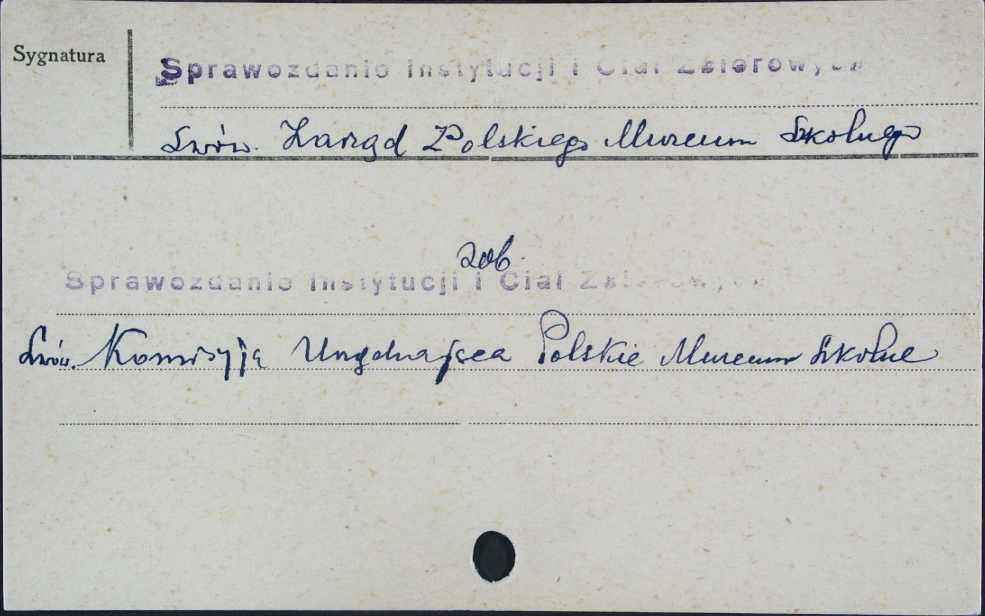 Sygnatura
Sprawozdanie Instytucji i Ciał Zbiorowych
Lwów. Zarząd Polskiego Muzeum Szkolnego
zob.
Sprawozdanie Instytucji i Ciał Zbiorowych
Lwów. Komisyja Urządzająca Polskie Muzeum Szkolne